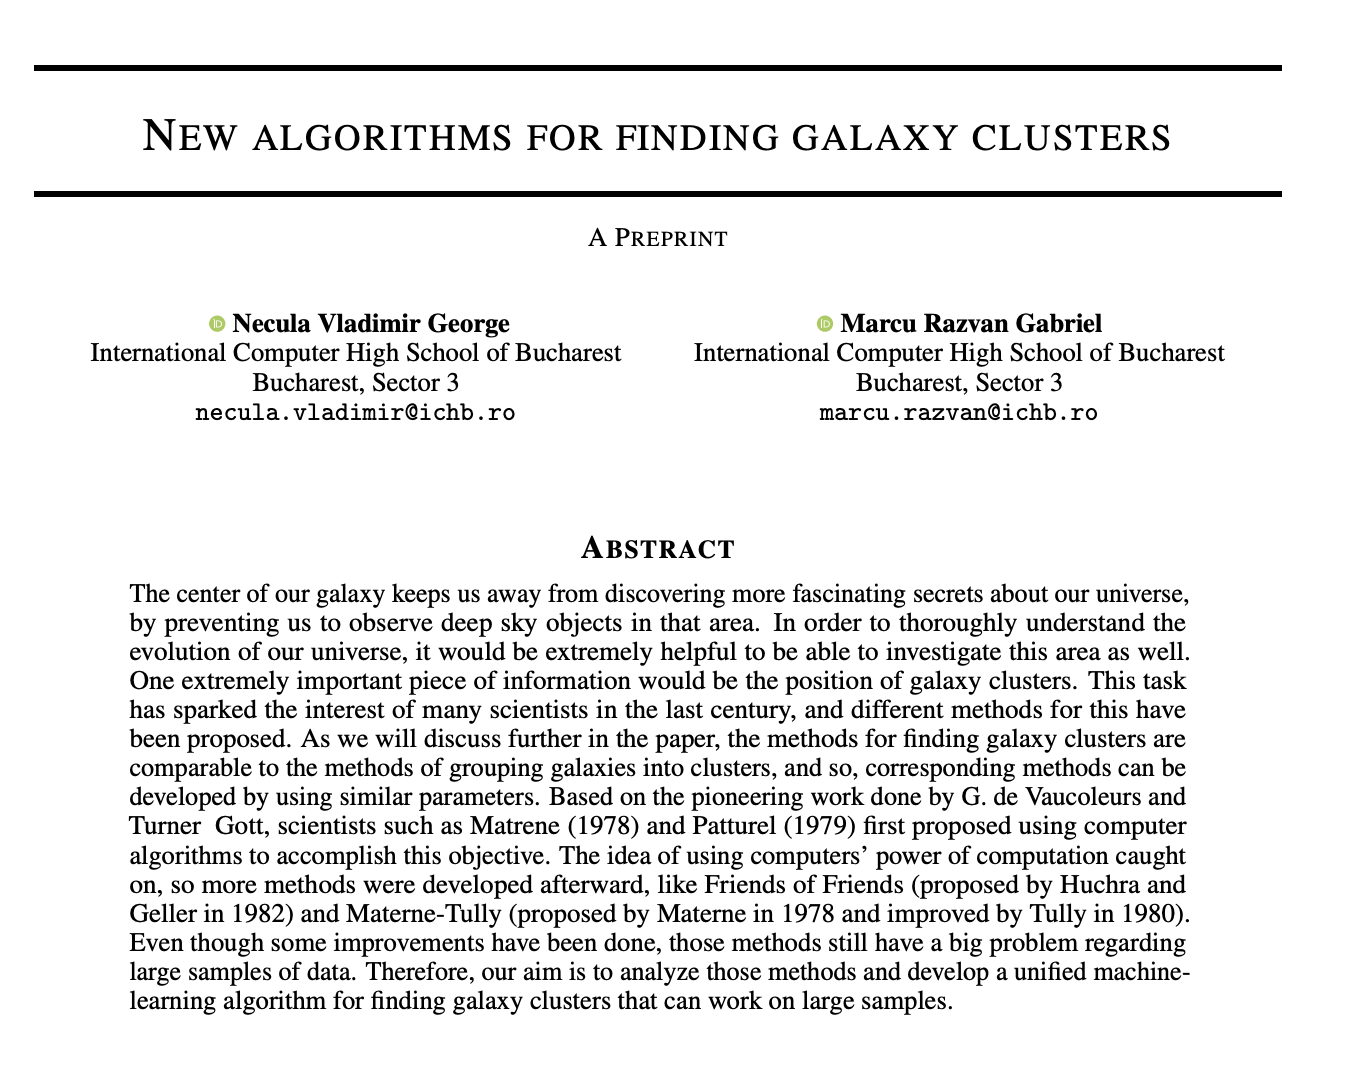 NEW ALGORITHMS FOR FINDING GALAXY CLUSTERS
A PREPRINT
Necula Vladimir George
International Computer High School of Bucharest
Bucharest, Sector 3
necula.vladimir@ichb.ro
Marcu Razvan Gabriel
International Computer High School of Bucharest
Bucharest, Sector 3
marcu.razvan@ichb.ro
ABSTRACT
The center of our galaxy keeps us away from discovering more fascinating secrets about our universe,
by preventing us to observe deep sky objects in that area. In order to thoroughly understand the
evolution of our universe, it would be extremely helpful to be able to investigate this area as well.
One extremely important piece of information would be the position of galaxy clusters. This task
has sparked the interest of many scientists in the last century, and different methods for this have
been proposed. As we will discuss further in the paper, the methods for finding galaxy clusters are
comparable to the methods of grouping galaxies into clusters, and so, corresponding methods can be
developed by using similar parameters. Based on the pioneering work done by G. de Vaucoleurs and
Turner Gott, scientists such as Matrene (1978) and Patturel (1979) first proposed using computer
algorithms to accomplish this objective. The idea of using computers' power of computation caught
on, so more methods were developed afterward, like Friends of Friends (proposed by Huchra and
Geller in 1982) and Materne-Tully (proposed by Materne in 1978 and improved by Tully in 1980).
Even though some improvements have been done, those methods still have a big problem regarding
large samples of data. Therefore, our aim is to analyze those methods and develop a unified machine-
learning algorithm for finding galaxy clusters that can work on large samples.